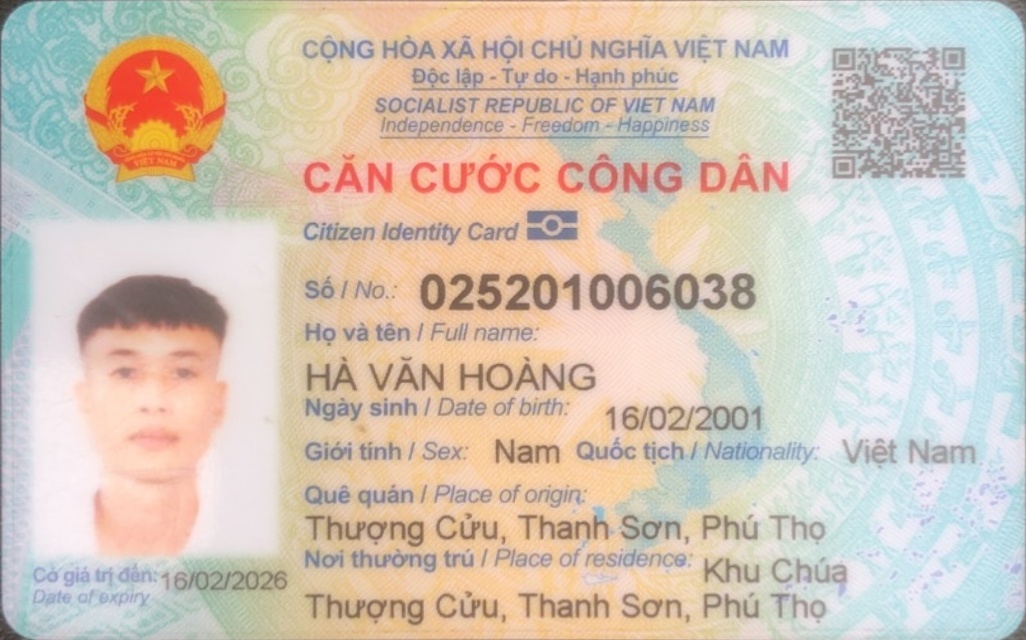 CỘNG HÒA XÃ HỘI CHỦ NGHĨA VIỆT NAM
Độc lập - Tự do - Hạnh phúc
SOCIALIST REPUBLIC OF VIET NAM
Independence - Freedom - Happiness
CĂN CƯỚC CÔNG DÂN
Citizen Identity Card
VIỆT NAM
Số / No.: 025201006038
Họ và tên / Full name:
HÀ VĂN HOÀNG
Ngày sinh / Date of birth: 16/02/2001
Giới tính / Sex: Nam Quốc tịch / Nationality: Việt Nam
Quê quán / Place of origin:
Thượng Cửu, Thanh Sơn, Phú Thọ
Nơi thường trú / Place of residence: Khu Chúa
Thượng Cửu, Thanh Sơn, Phú Thọ
Có giá trị đến: 16/02/2026
Date of expiry